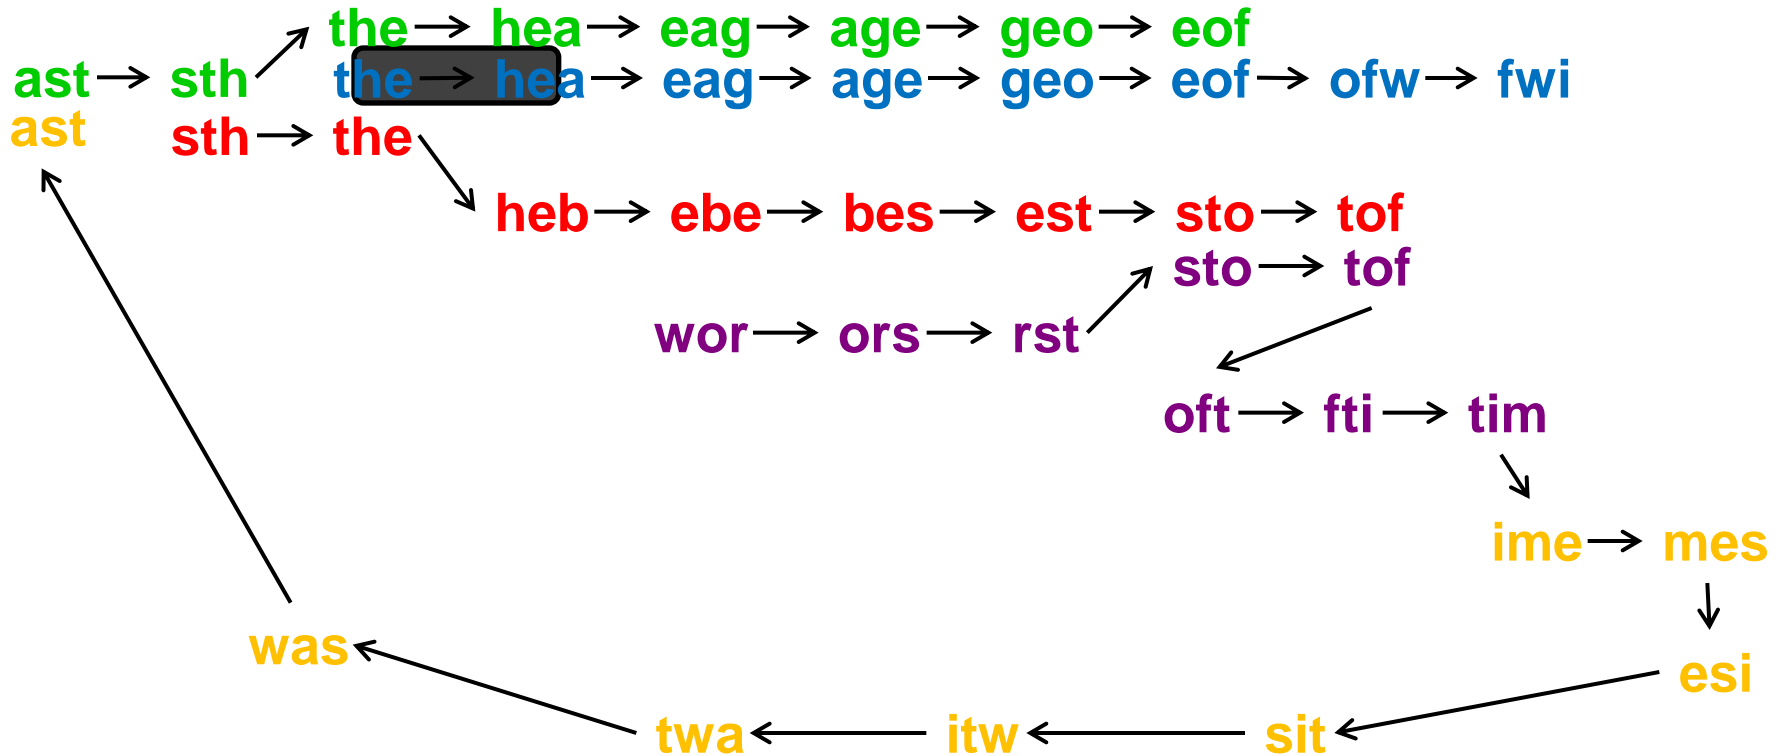 the hea eag age geo eof
ast sth the hea eag age geo eof ofw fwi
ast sth the
heb ebe bes est sto tof
sto tof
wor ors rst
oft fti tim
ime mes
was esi
twa itw sit